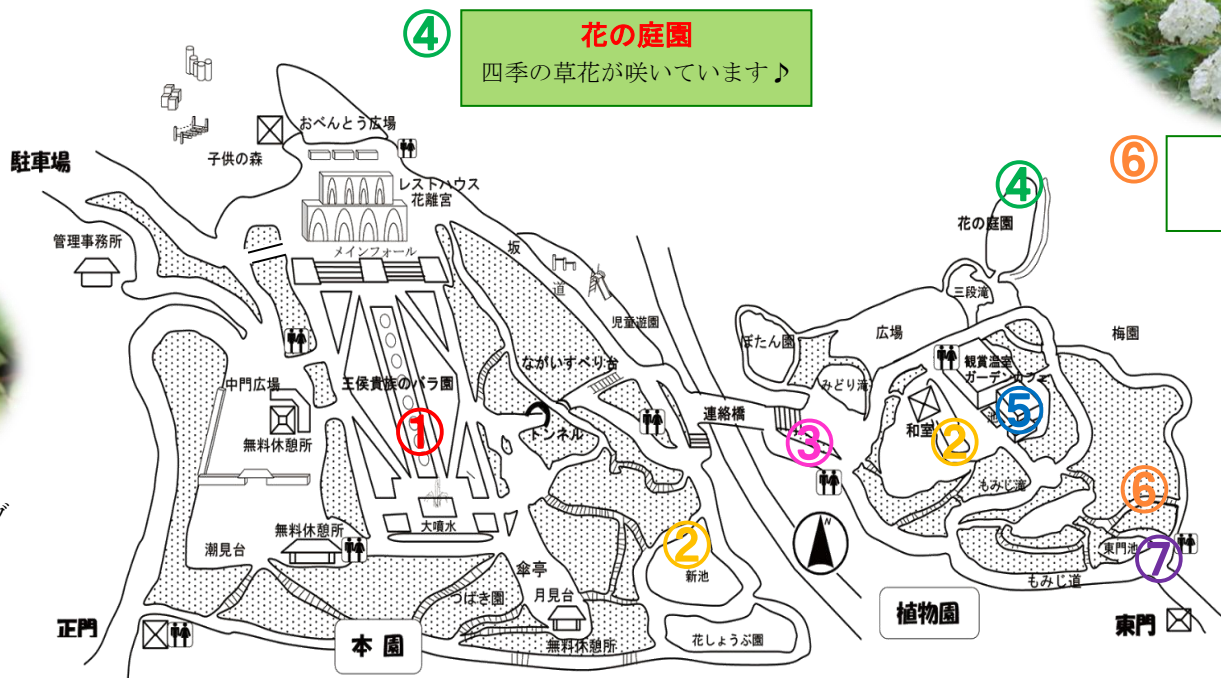 ④
花の庭園
四季の草花が咲いています♪
⑥
おべんとう広場
子供の森
駐車場
レストハウス
花離宮
管理事務所
メインフォール
坂
道
児童遊園
ながいすべり台
中門広場
王侯貴族のバラ園
①
無料休憩所
トンネル
連絡橋
大噴水
無料休憩所
潮見台
傘亭
②
新池
つばき園
月見台
正門
本園
無料休憩所
花しょうぶ園
④
花の庭園
三段滝
広場
梅園
ぼたん園
みどり滝
観賞温室
ガーデンカフェ
池
⑤
和室
②
③
もみじ滝
⑥
N
東門池
⑦
もみじ道
植物園
東門